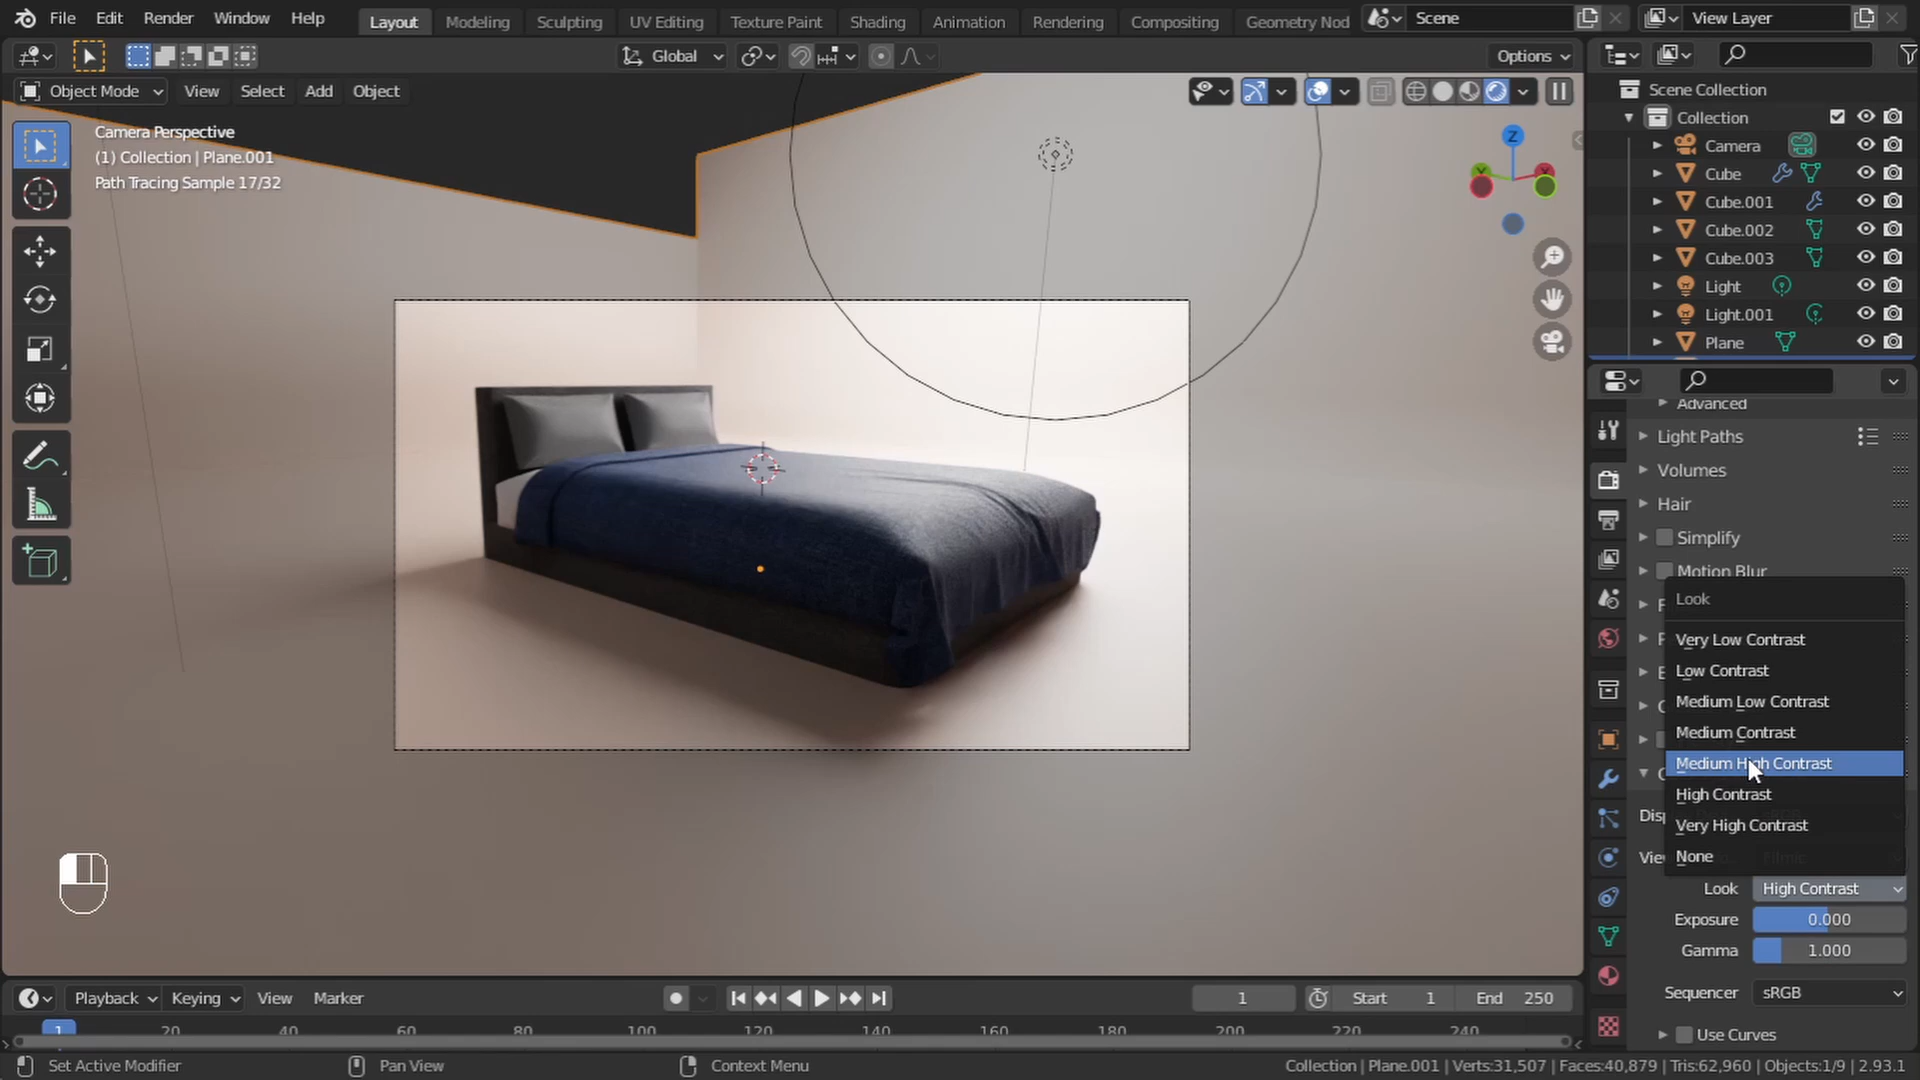 File Edit Render Window Help
Layout Modeling Sculpting UV Editing Texture Paint Shading Animation Rendering Compositing Geometry Nod
Scene
View Layer
Global
Options
Object Mode View Select Add Object
Camera Perspective
(1) Collection | Plane.001
Path Tracing Sample 17/32
Z
Y
X
Scene Collection
Collection
Camera
Cube
Cube.001
Cube.002
Cube.003
Light
Light.001
Plane
Advanced
Light Paths
Volumes
Hair
Simplify
Motion Blur
Look
Very Low Contrast
Low Contrast
Medium Low Contrast
Medium Contrast
Medium High Contrast
High Contrast
Very High Contrast
None
Look High Contrast
Exposure 0.000
Gamma 1.000
Sequencer sRGB
Use Curves
Playback Keying View Marker
1
Start 1
End 250
1 20 40 60 80 100 120 140 160 180 200 220 240
Set Active Modifier
Pan View
Context Menu
Collection | Plane.001 | Verts:31,507 | Faces:40,879 | Tris:62,960 | Objects:1/9 | 2.93.1